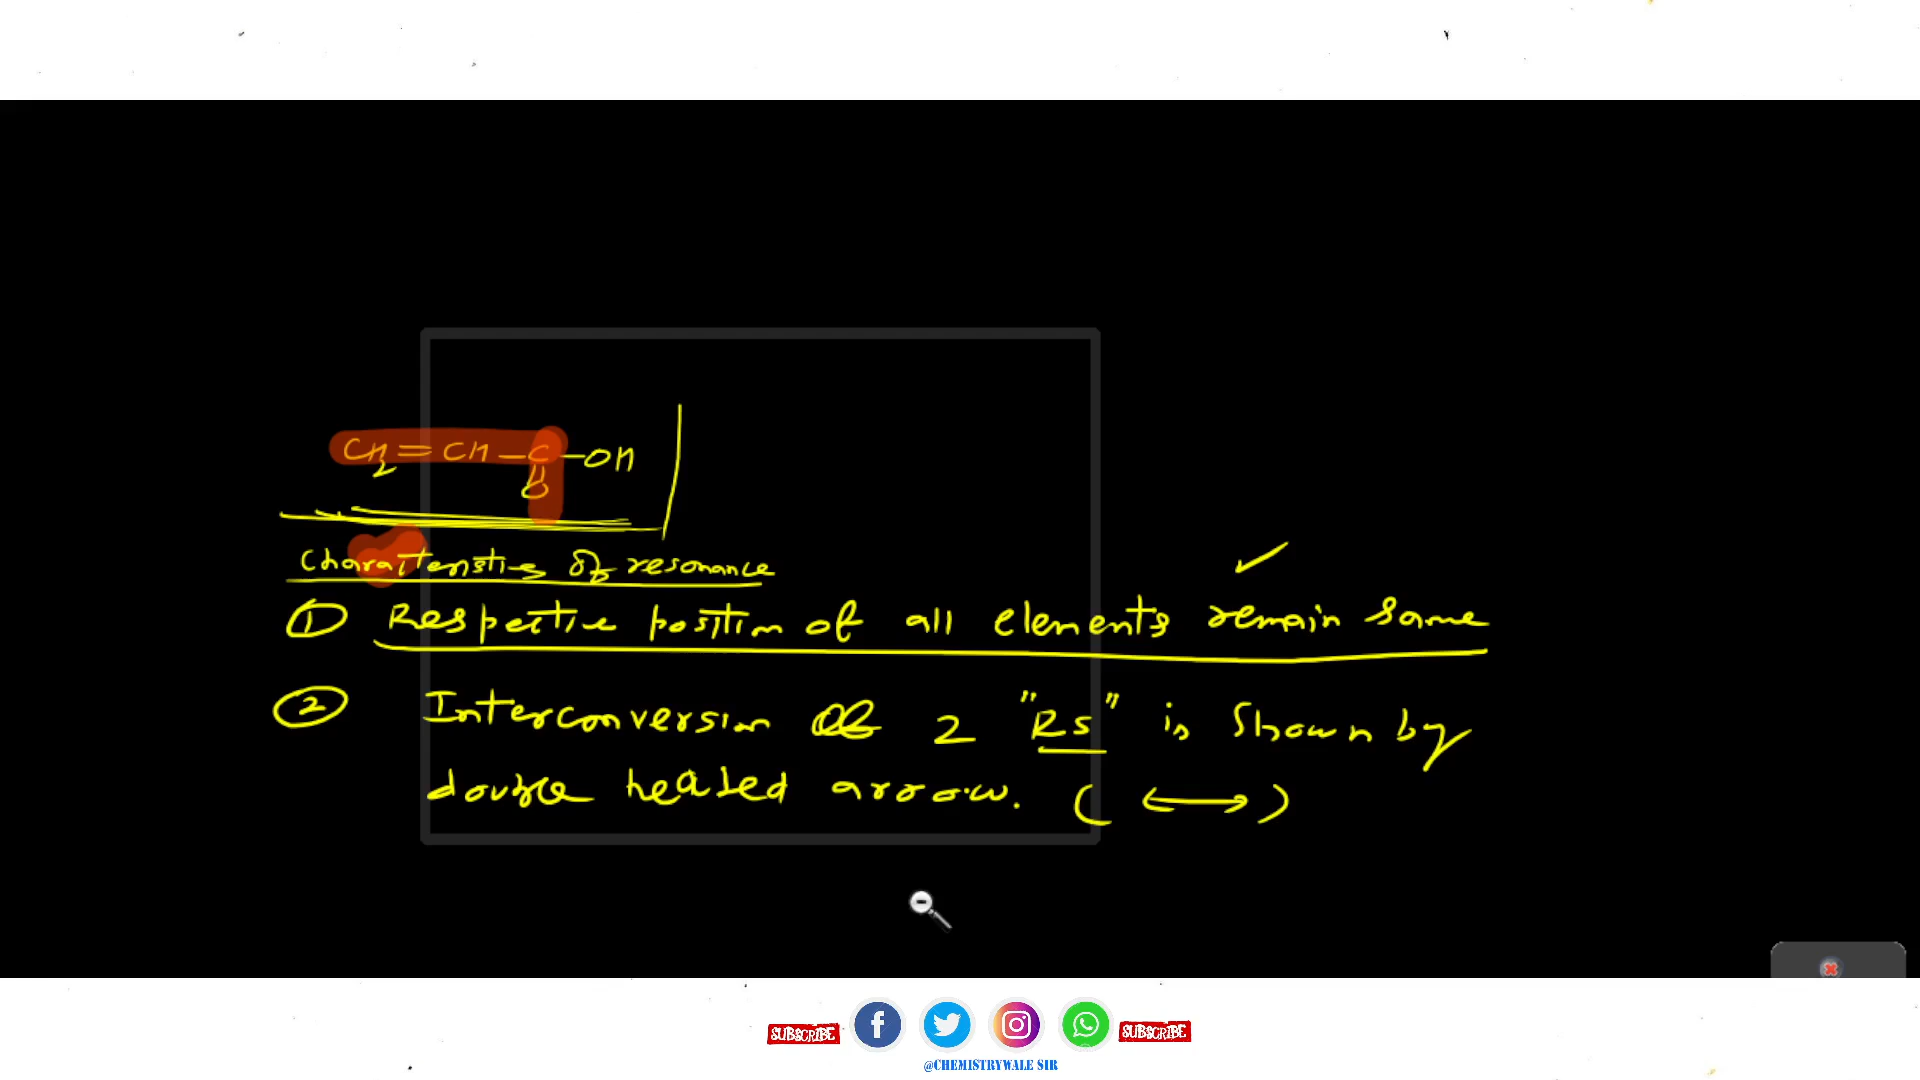 CH2=CH-C-OH
O
Characteristics of resonance
① Respective position of all elements remain same
② Interconversion of 2 "RS" is shown by
double headed arrow. ( ⟷ )
SUBSCRIBE SUBSCRIBE
@CHEMISTRYWALE SIR